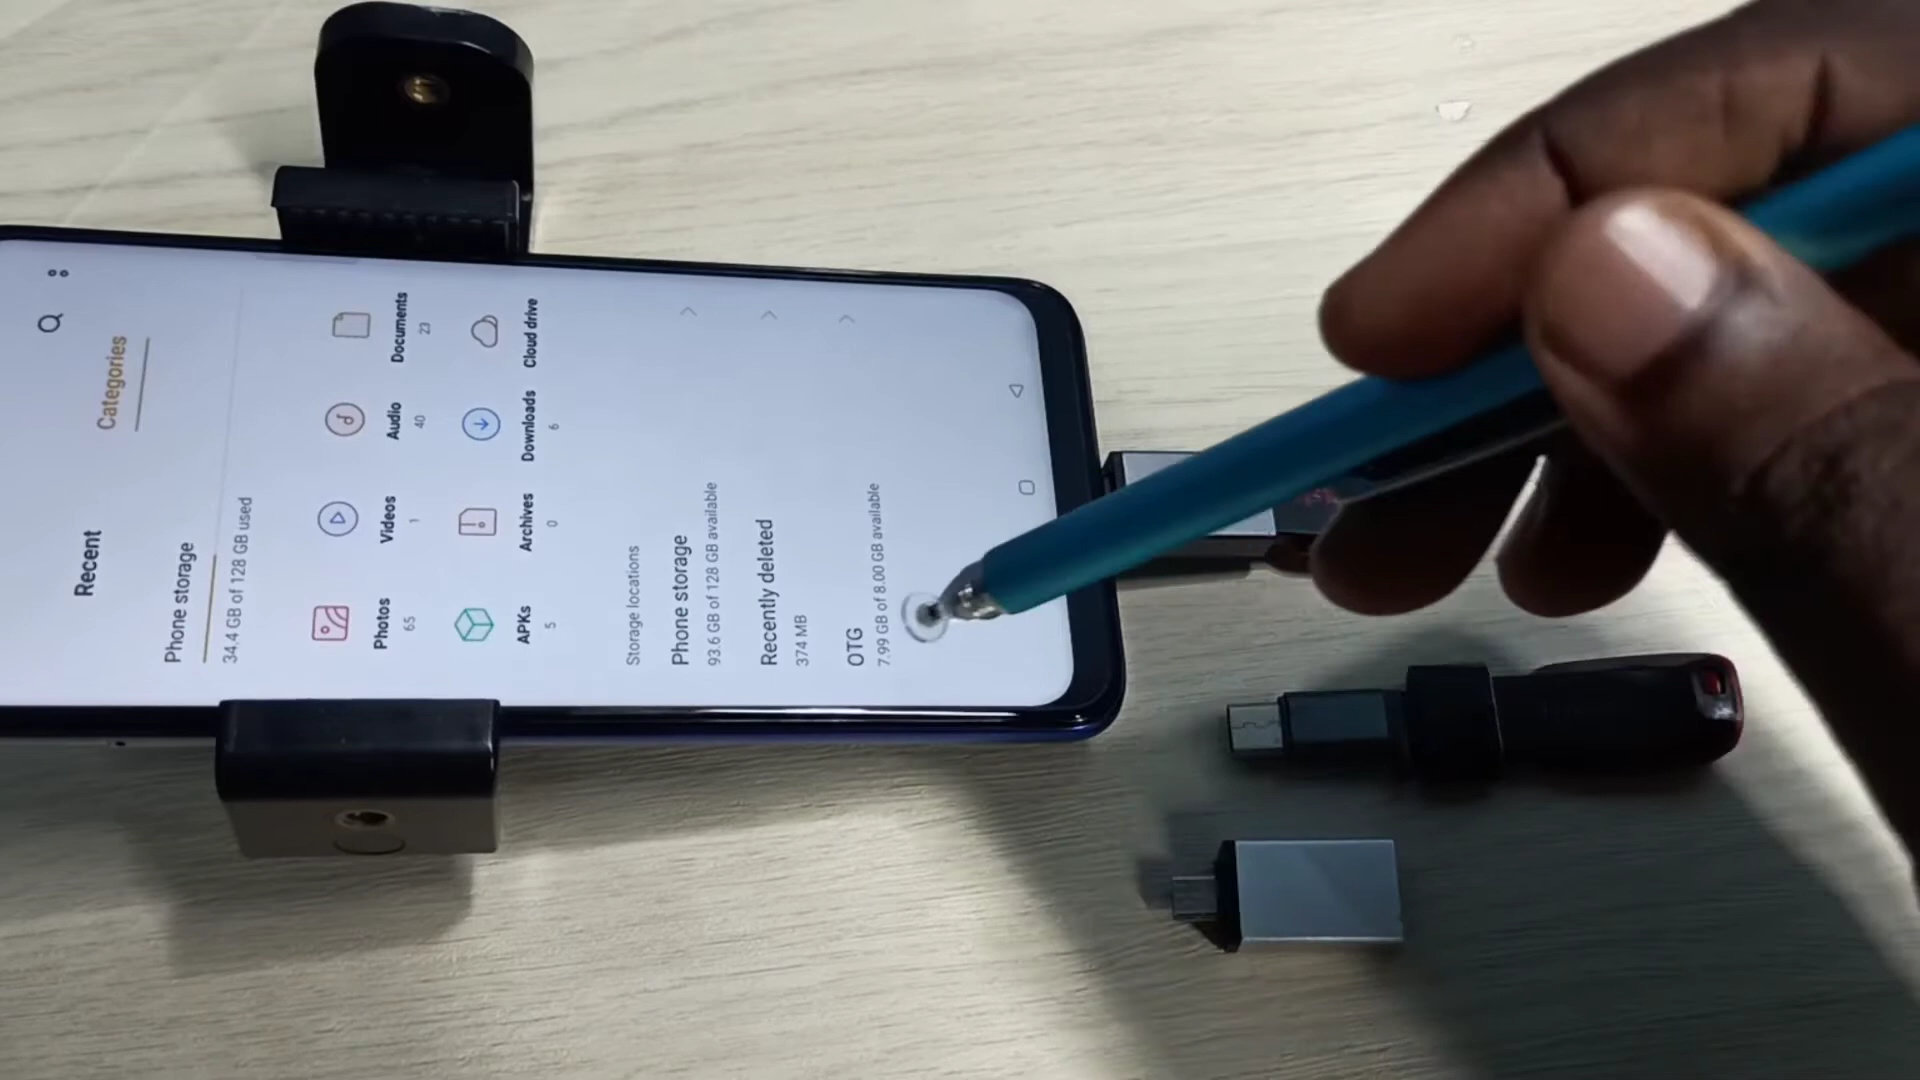 Recent
Categories
Phone storage
34.4 GB of 128 GB used
Photos
65
Videos
1
Audio
40
Documents
23
APKs
5
Archives
0
Downloads
6
Cloud drive
Storage locations
Phone storage
93.6 GB of 128 GB available
Recently deleted
374 MB
OTG
7.99 GB of 8.00 GB available